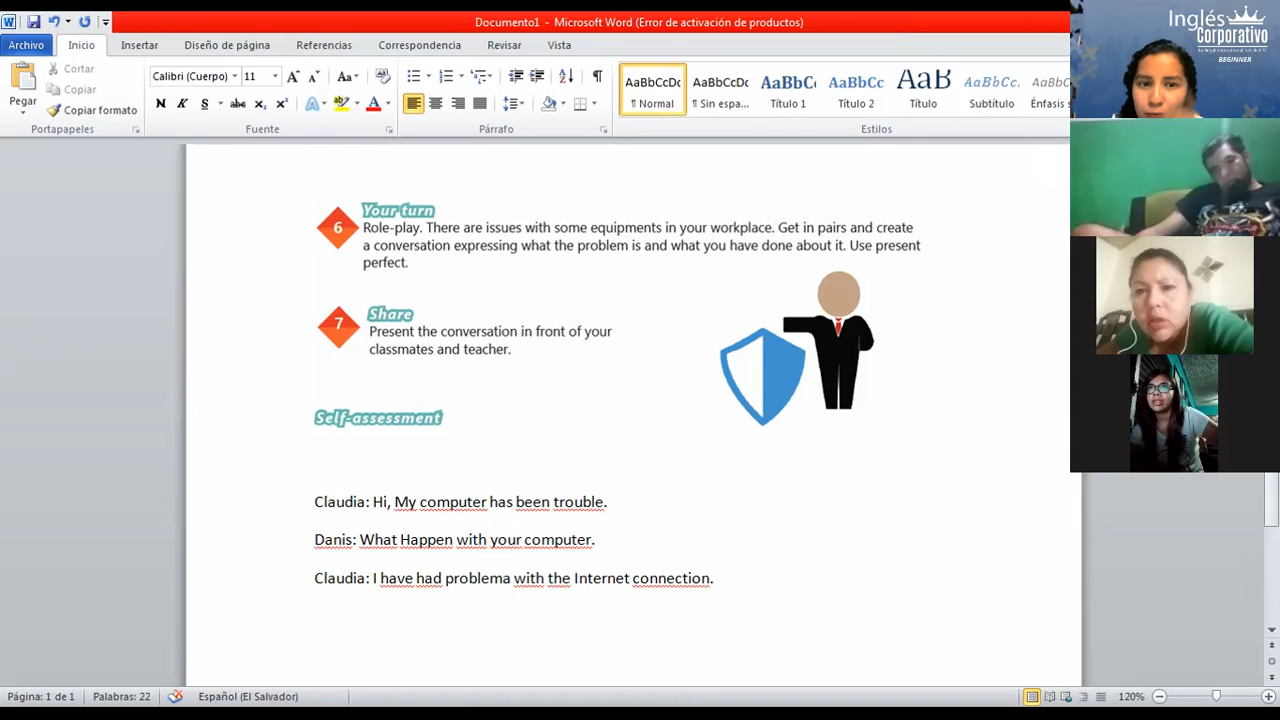 Documento1 - Microsoft Word (Error de activación de productos)
Archivo Inicio Insertar Diseño de página Referencias Correspondencia Revisar Vista
Pegar
Cortar
Copiar
Copiar formato
Portapapeles
Calibri (Cuerpo) 11
Fuente
Párrafo
AaBbCcDc AaBbCcDc AaBbC AaBbCc AaB AaBbCc. AaBbCc
¶ Normal ¶ Sin espa... Título 1 Título 2 Título Subtítulo Énfasis s
Estilos
Inglés
Corporativo
BEGINNER
6 Your turn
Role-play. There are issues with some equipments in your workplace. Get in pairs and create
a conversation expressing what the problem is and what you have done about it. Use present
perfect.
7 Share
Present the conversation in front of your
classmates and teacher.
Self-assessment
Claudia: Hi, My computer has been trouble.
Danis: What Happen with your computer.
Claudia: I have had problema with the Internet connection.
Página: 1 de 1 Palabras: 22 Español (El Salvador) 120%